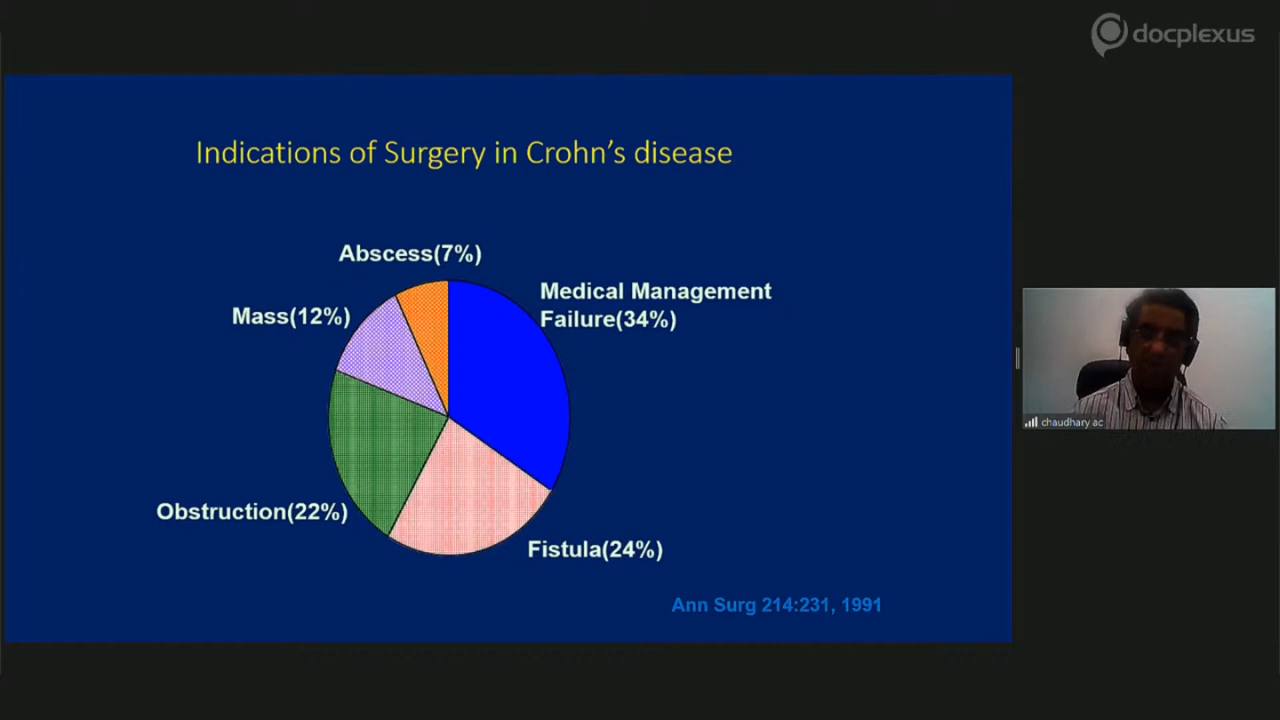 docplexus
Indications of Surgery in Crohn's disease
Abscess(7%)
Medical Management
Failure(34%)
Mass(12%)
Obstruction(22%)
Fistula(24%)
Ann Surg 214:231, 1991
chaudhary ac